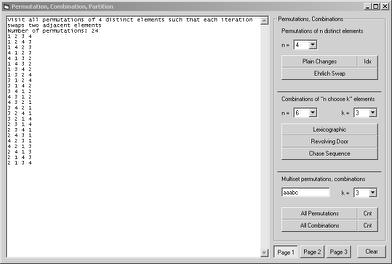 Permutation, Combination, Partition
Visit all permutations of 4 distinct elements such that each iteration
swaps two adjacent elements
Number of permutations: 24
1 2 3 4
1 2 4 3
1 4 2 3
4 1 2 3
4 1 3 2
1 4 3 2
1 3 4 2
1 3 2 4
3 1 2 4
3 1 4 2
3 4 1 2
4 3 1 2
4 3 2 1
3 4 2 1
3 2 4 1
3 2 1 4
2 3 1 4
2 3 4 1
2 4 3 1
4 2 3 1
4 2 1 3
2 4 1 3
2 1 4 3
2 1 3 4
Permutations, Combinations
Permutations of n distinct elements
n = 4
Plain Changes Idx
Ehrlich Swap
Combinations of "n choose k" elements
n = 6 k = 3
Lexicographic
Revolving Door
Chase Sequence
Multiset permutations, combinations
aaabc k = 3
All Permutations Cnt
All Combinations Cnt
Page 1 Page 2 Page 3 Clear